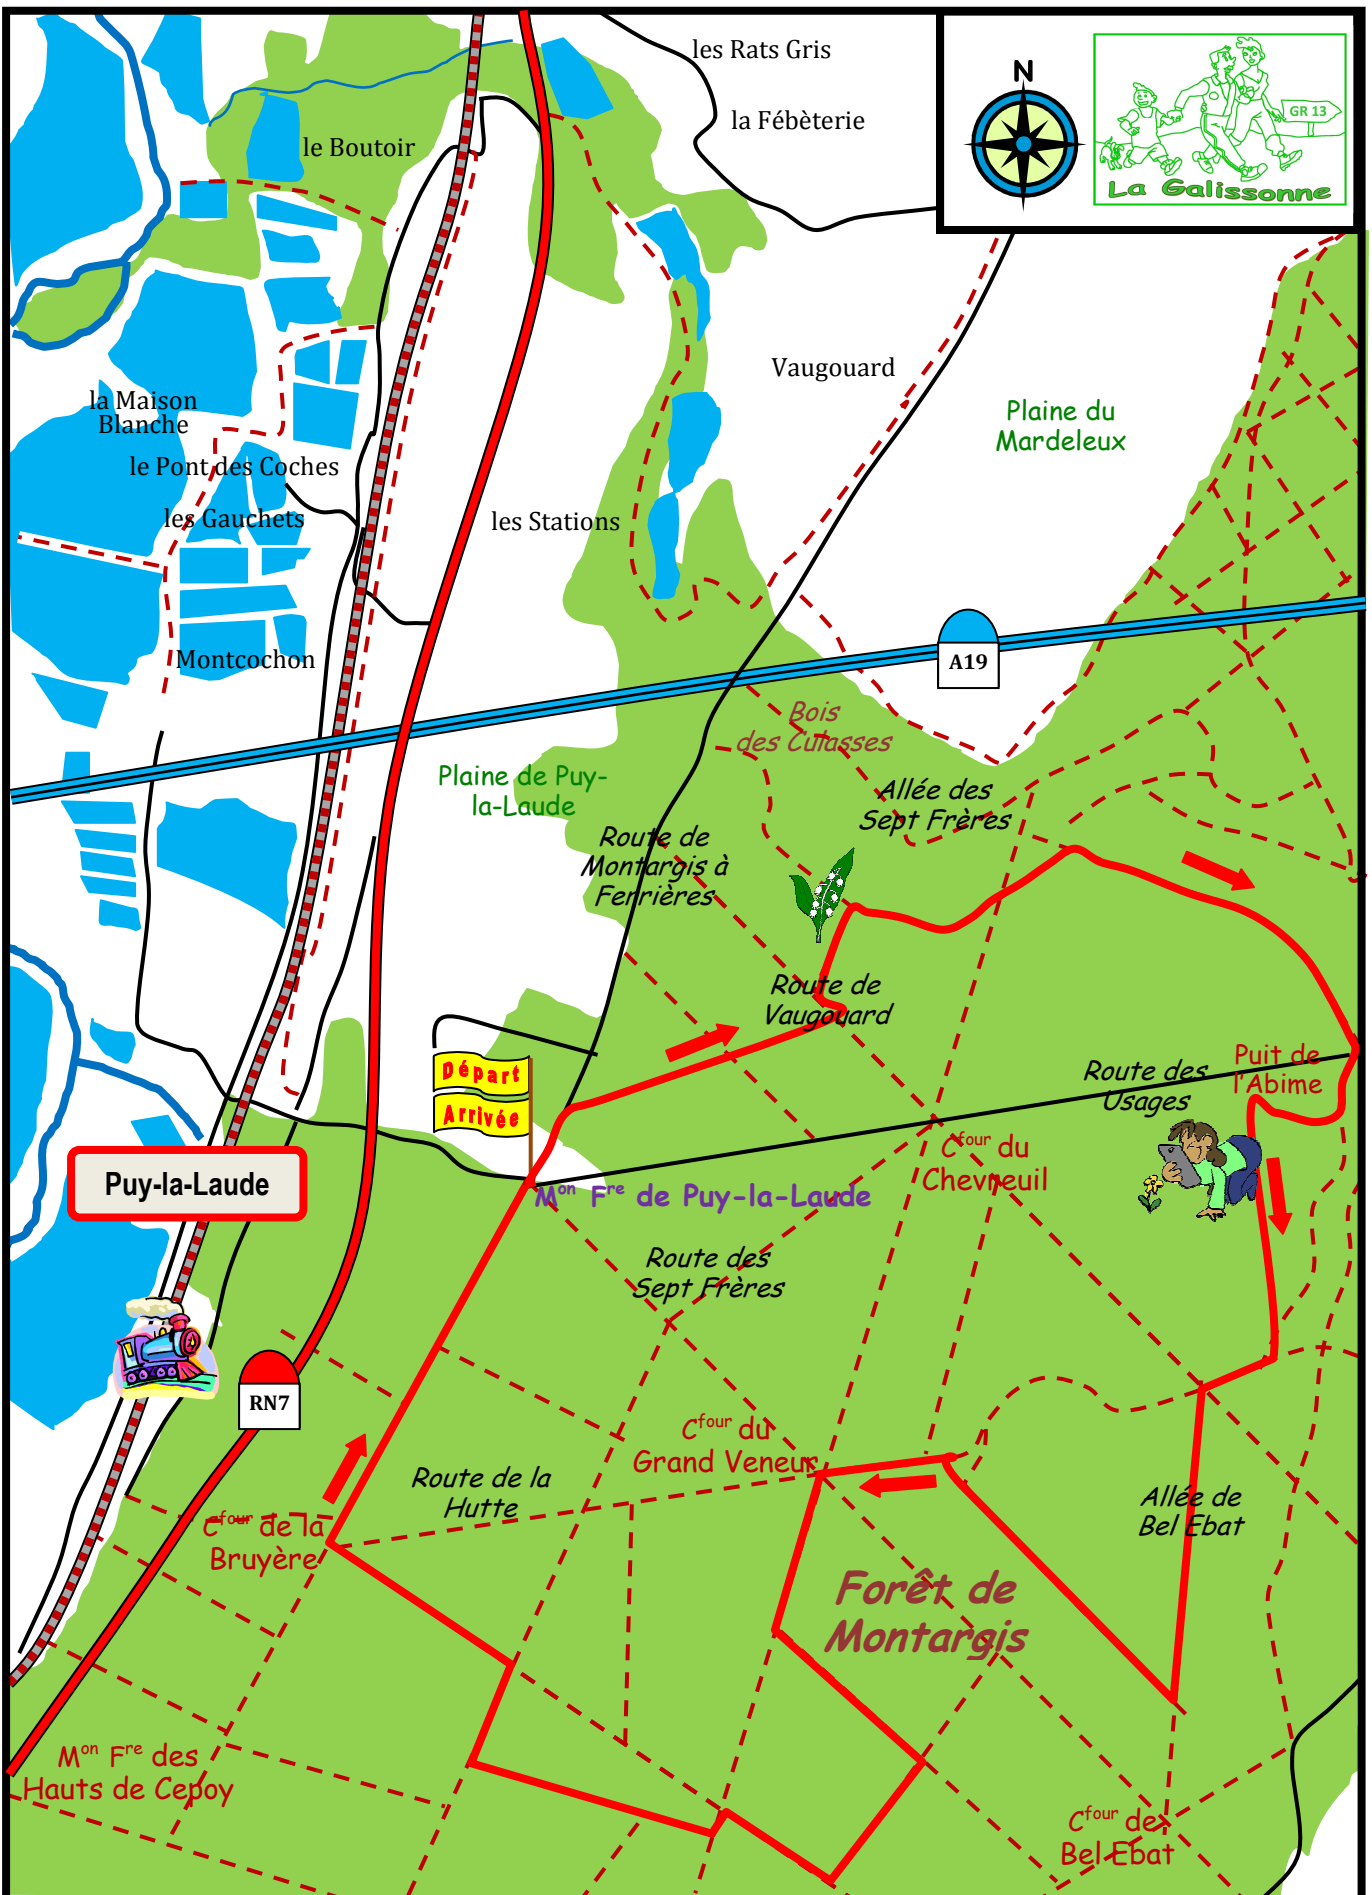 les Rats Gris
la Fébèterie
N
GR 13
La Galissonne
le Boutoir
Vaugouard
la Maison
Blanche
Plaine du
Mardeleux
le Pont des Coches
les Gauchets
les Stations
Montcochon
A19
Bois
des Culasses
Plaine de Puy-
la-Laude
Allée des
Sept Frères
Route de
Montargis à
Ferrières
Route de
Vaugouard
Départ
Arrivée
Route des
Usages
Puit de
l'Abime
Puy-la-Laude
Cfour du
Chevreuil
Mon Fre de Puy-la-Laude
Route des
Sept Frères
RN7
Cfour du
Grand Veneur
Route de la
Hutte
Allée de
Bel Ebat
Cfour de la
Bruyère
Forêt de
Montargis
Mon Fre des
Hauts de Cepoy
Cfour de
Bel Ebat